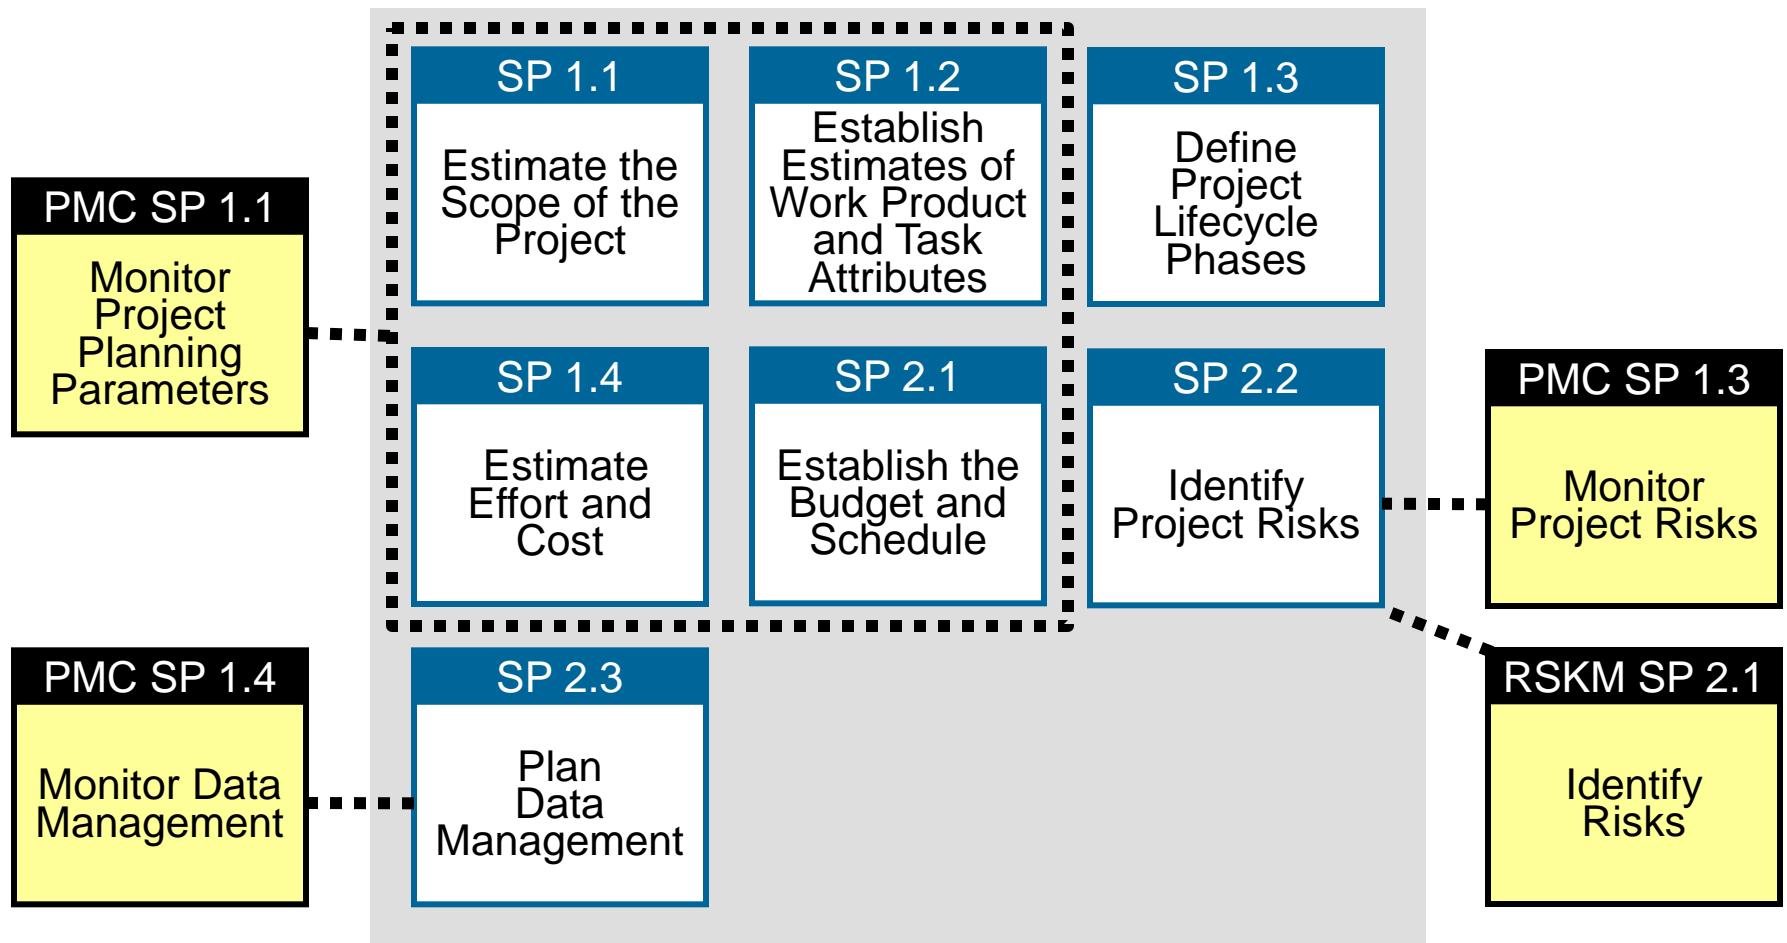 SP 1.1
Estimate the
Scope of the
Project
SP 1.2
Establish
Estimates of
Work Product
and Task
Attributes
SP 1.3
Define
Project
Lifecycle
Phases
PMC SP 1.1
Monitor
Project
Planning
Parameters
SP 1.4
Estimate
Effort and
Cost
SP 2.1
Establish the
Budget and
Schedule
SP 2.2
Identify
Project Risks
PMC SP 1.3
Monitor
Project Risks
PMC SP 1.4
Monitor Data
Management
SP 2.3
Plan
Data
Management
RSKM SP 2.1
Identify
Risks